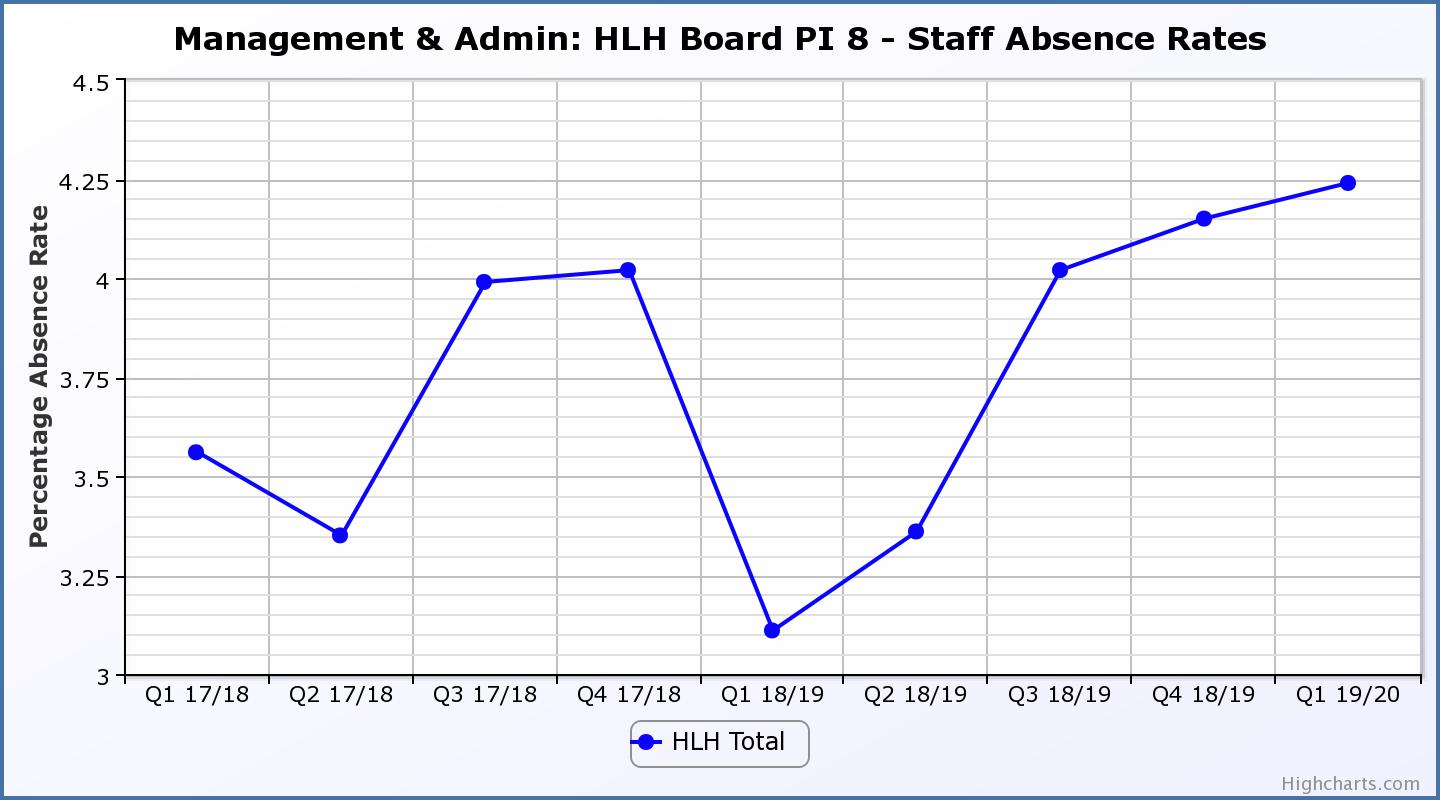 Management & Admin: HLH Board PI 8 - Staff Absence Rates
Percentage Absence Rate
4.5
4.25
4
3.75
3.5
3.25
3
Q1 17/18 Q2 17/18 Q3 17/18 Q4 17/18 Q1 18/19 Q2 18/19 Q3 18/19 Q4 18/19 Q1 19/20
HLH Total
Highcharts.com